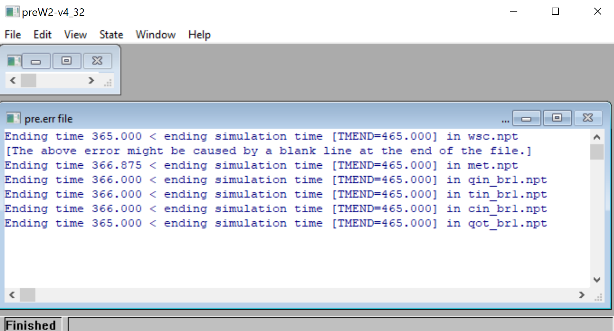 preW2-v4_32
File Edit View State Window Help
pre.err file
...
Ending time 365.000 < ending simulation time [TMEND=465.000] in wsc.npt
[The above error might be caused by a blank line at the end of the file.]
Ending time 366.875 < ending simulation time [TMEND=465.000] in met.npt
Ending time 366.000 < ending simulation time [TMEND=465.000] in qin_br1.npt
Ending time 366.000 < ending simulation time [TMEND=465.000] in tin_br1.npt
Ending time 366.000 < ending simulation time [TMEND=465.000] in cin_br1.npt
Ending time 365.000 < ending simulation time [TMEND=465.000] in qot_br1.npt
Finished